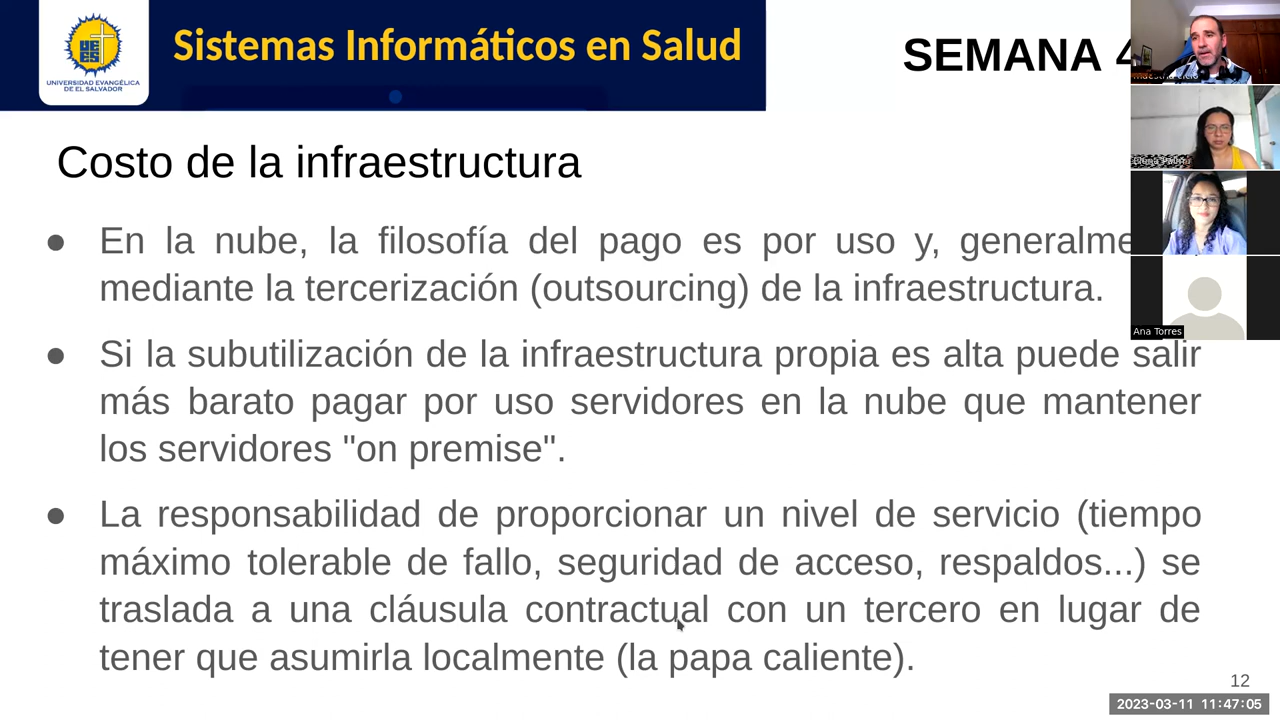 UNIVERSIDAD EVANGÉLICA
DE EL SALVADOR
Sistemas Informáticos en Salud
SEMANA 4
Costo de la infraestructura
● En la nube, la filosofía del pago es por uso y,
mediante la tercerización (outsourcing) de la infraestructura.
● Si la subutilización de la infraestructura propia es alta puede salir
más barato pagar por uso servidores en la nube que mantener
los servidores "on premise".
● La responsabilidad de proporcionar un nivel de servicio (tiempo
máximo tolerable de fallo, seguridad de acceso, respaldos...) se
traslada a una cláusula contractual con un tercero en lugar de
tener que asumirla localmente (la papa caliente).
Ana Torres
12
2023-03-11 11:47:05